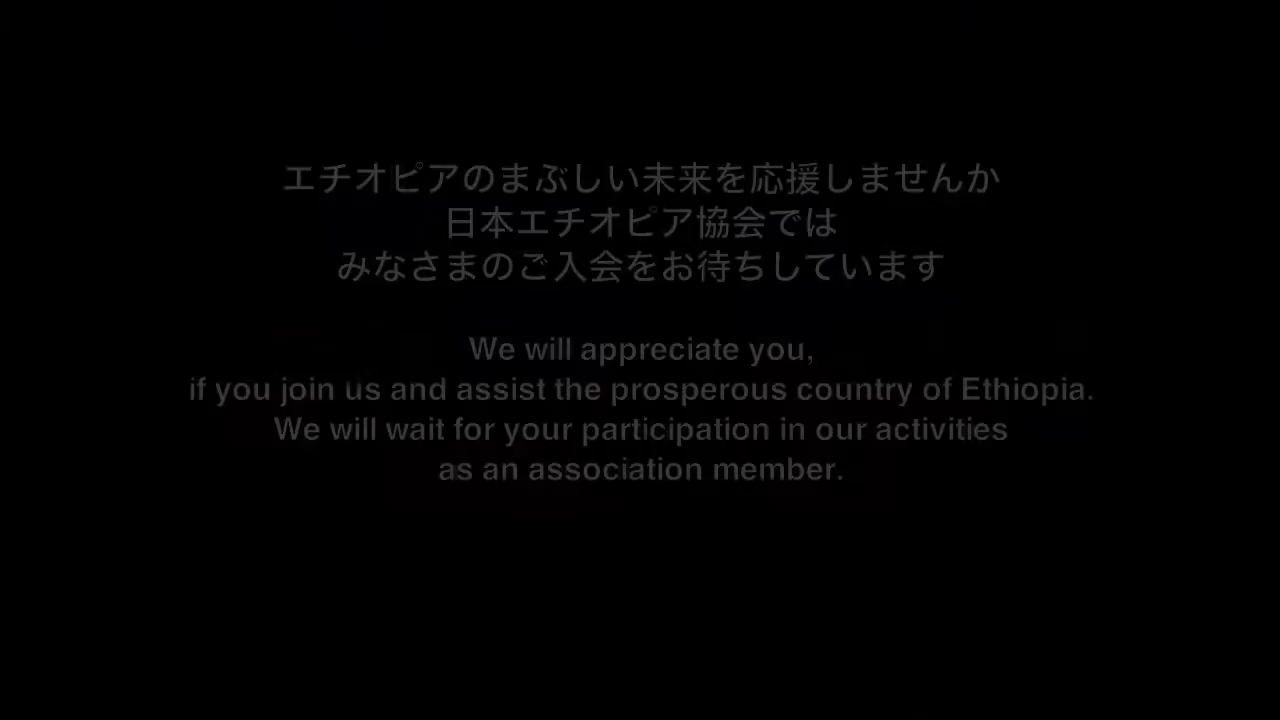 エチオピアのまぶしい未来を応援しませんか
日本エチオピア協会では
みなさまのご入会をお待ちしています
We will appreciate you,
if you join us and assist the prosperous country of Ethiopia.
We will wait for your participation in our activities
as an association member.